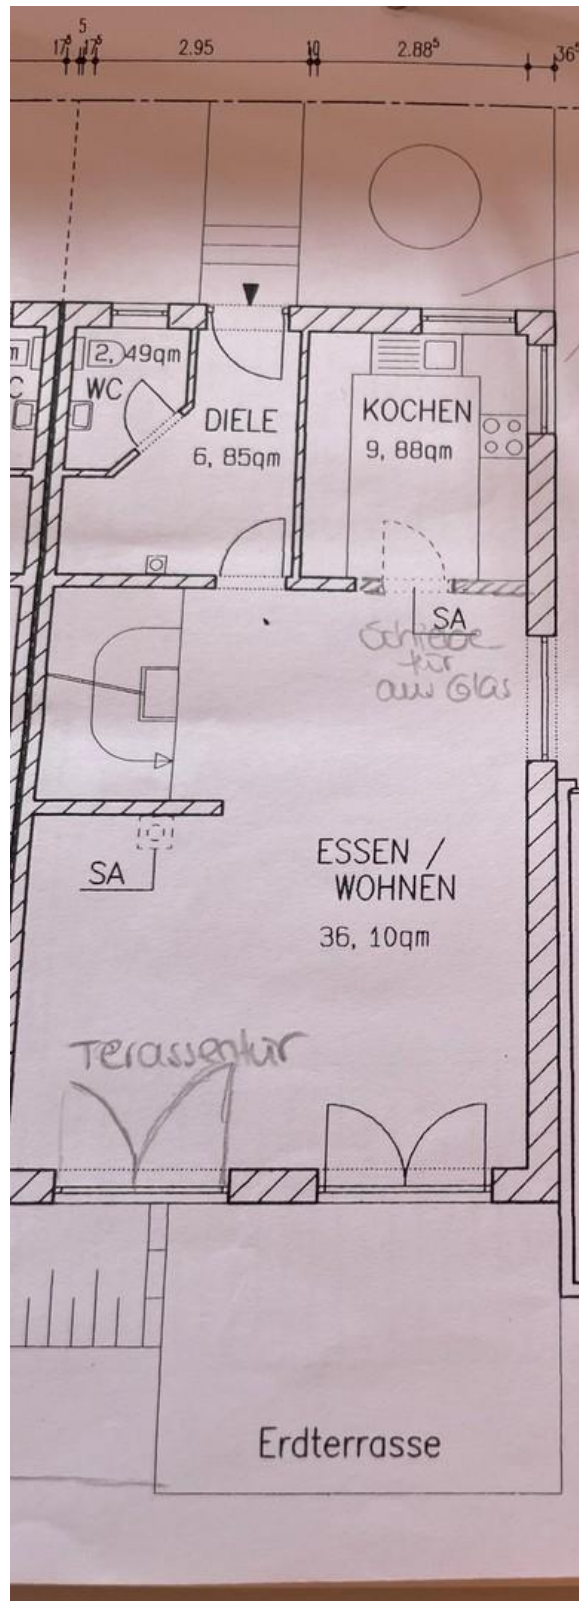 5
17⁵ 17⁵ 2.95 10 2.88⁵ 36⁵
2,49qm
WC
DIELE
6,85qm
KOCHEN
9,88qm
SA
Schiebe
tür
aus Glas
SA
ESSEN /
WOHNEN
36,10qm
Terassentür
Erdterrasse